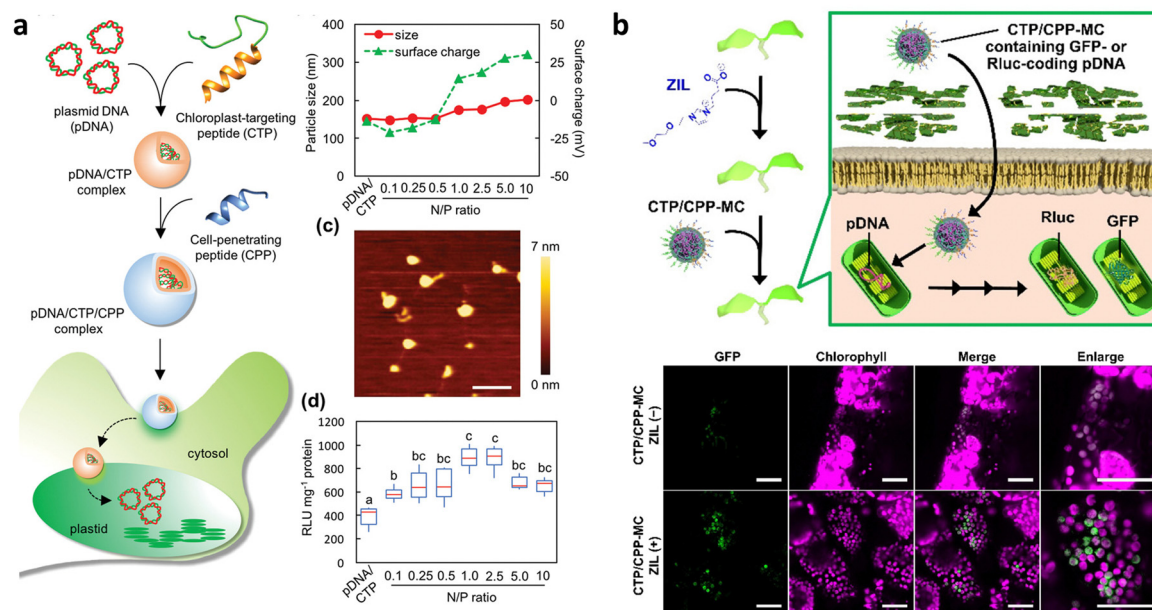 a
plasmid DNA
(pDNA)
Chloroplast-targeting
peptide (CTP)
pDNA/CTP
complex
Cell-penetrating
peptide (CPP)
pDNA/CTP/CPP
complex
cytosol
plastid
size
surface charge
Particle size (nm)
400
300
200
100
0
Surface charge (mV)
50
25
0
-25
-50
pDNA/
CTP
0.1
0.25
0.5
1.0
2.5
5.0
10
N/P ratio
(c)
7 nm
0 nm
(d)
RLU mg-1 protein
1200
1000
800
600
400
200
0
a
b
bc
bc
c
c
bc
bc
pDNA/
CTP
0.1
0.25
0.5
1.0
2.5
5.0
10
N/P ratio
b
ZIL
CTP/CPP-MC
CTP/CPP-MC
containing GFP- or
Rluc-coding pDNA
pDNA
Rluc
GFP
GFP
Chlorophyll
Merge
Enlarge
CTP/CPP-MC
ZIL (−)
CTP/CPP-MC
ZIL (+)